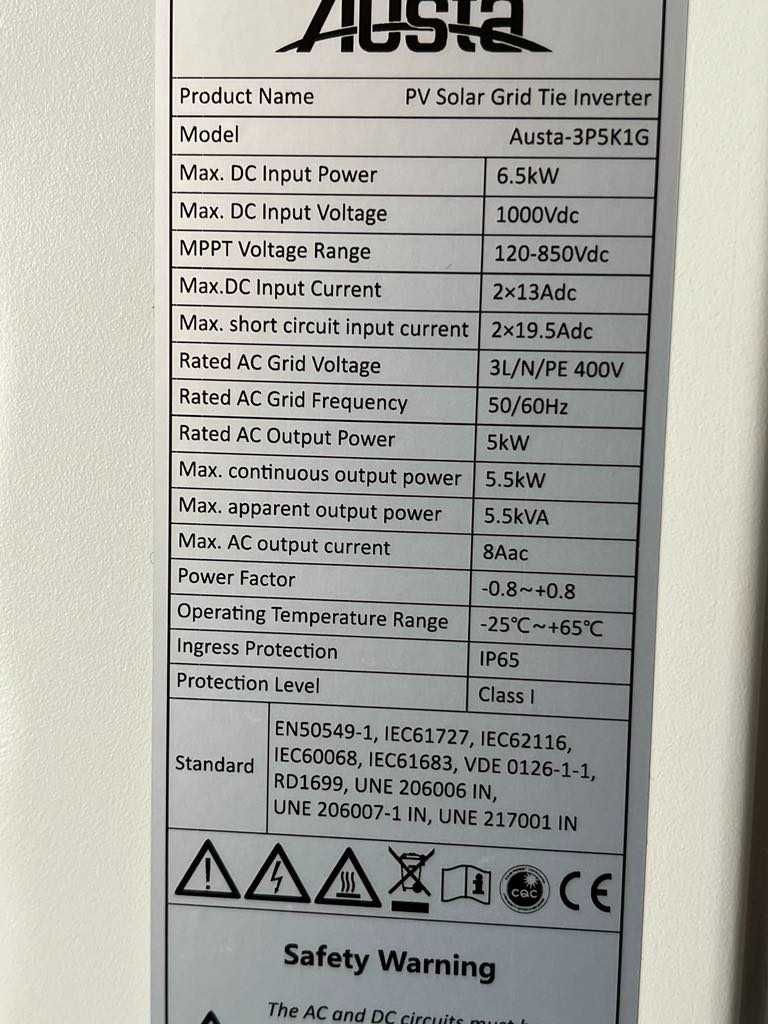 Austa
Product Name PV Solar Grid Tie Inverter
Model Austa-3P5K1G
Max. DC Input Power 6.5kW
Max. DC Input Voltage 1000Vdc
MPPT Voltage Range 120-850Vdc
Max.DC Input Current 2×13Adc
Max. short circuit input current 2×19.5Adc
Rated AC Grid Voltage 3L/N/PE 400V
Rated AC Grid Frequency 50/60Hz
Rated AC Output Power 5kW
Max. continuous output power 5.5kW
Max. apparent output power 5.5kVA
Max. AC output current 8Aac
Power Factor -0.8~+0.8
Operating Temperature Range -25℃~+65℃
Ingress Protection IP65
Protection Level Class I
Standard
EN50549-1, IEC61727, IEC62116,
IEC60068, IEC61683, VDE 0126-1-1,
RD1699, UNE 206006 IN,
UNE 206007-1 IN, UNE 217001 IN
CQC CE
Safety Warning
The AC and DC circuits must